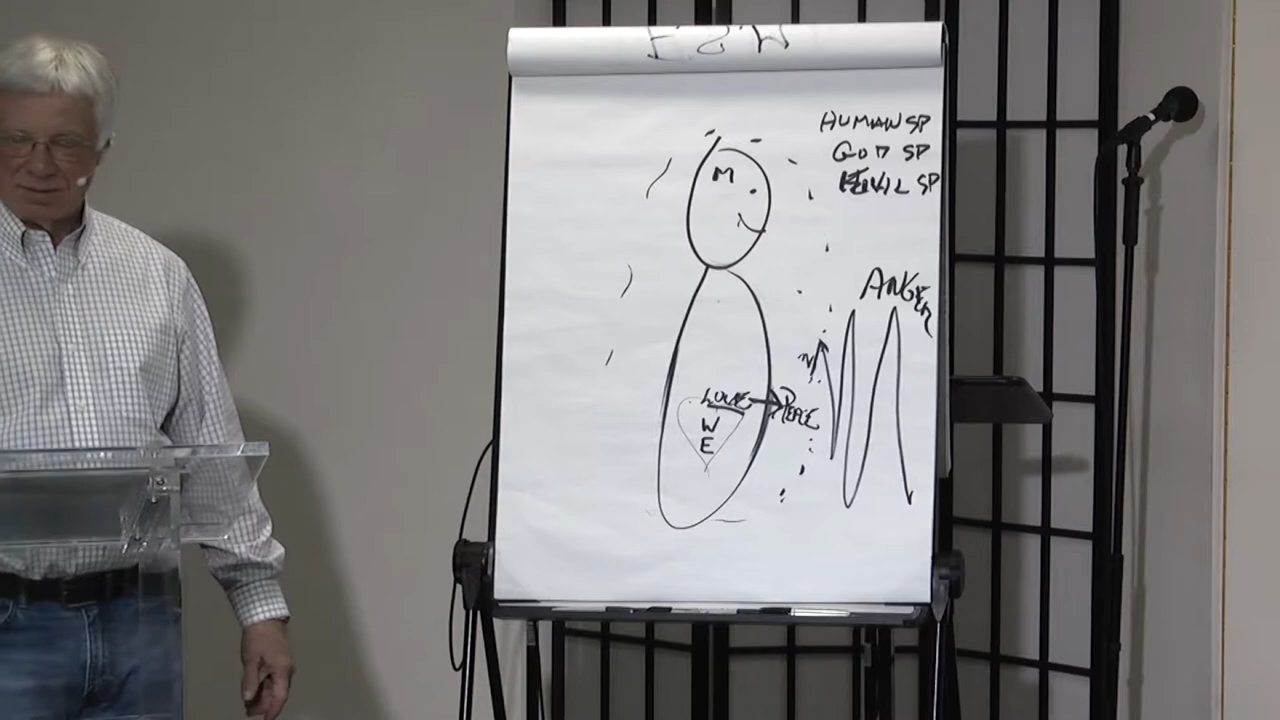 HUMAN SP
GOD SP
EVIL SP
M
ANGER
LOVE
PEACE
W
E